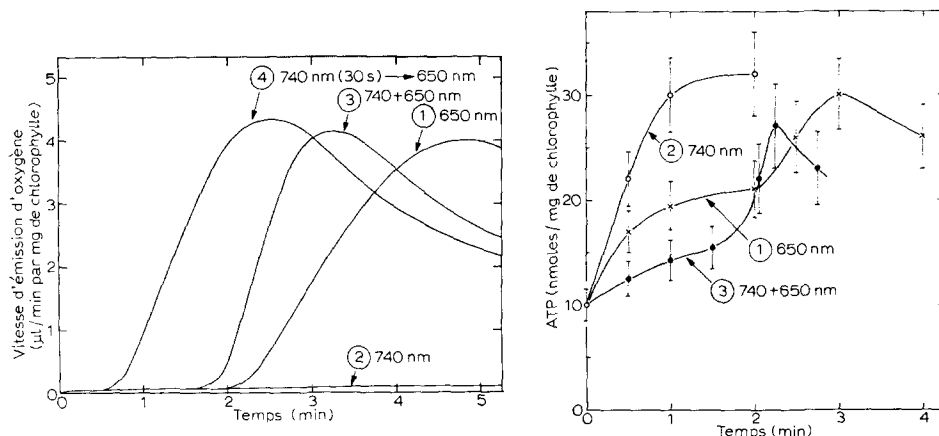 Vitesse d'émission d'oxygène
(µl/min par mg de chlorophylle)
5
4
3
2
1
0
④ 740 nm (30 s) → 650 nm
③ 740+650 nm
① 650 nm
② 740 nm
0 1 2 3 4 5
Temps (min)
ATP (nmoles/mg de chlorophylle)
40
30
20
10
0
② 740 nm
① 650 nm
③ 740+650 nm
0 1 2 3 4
Temps (min)